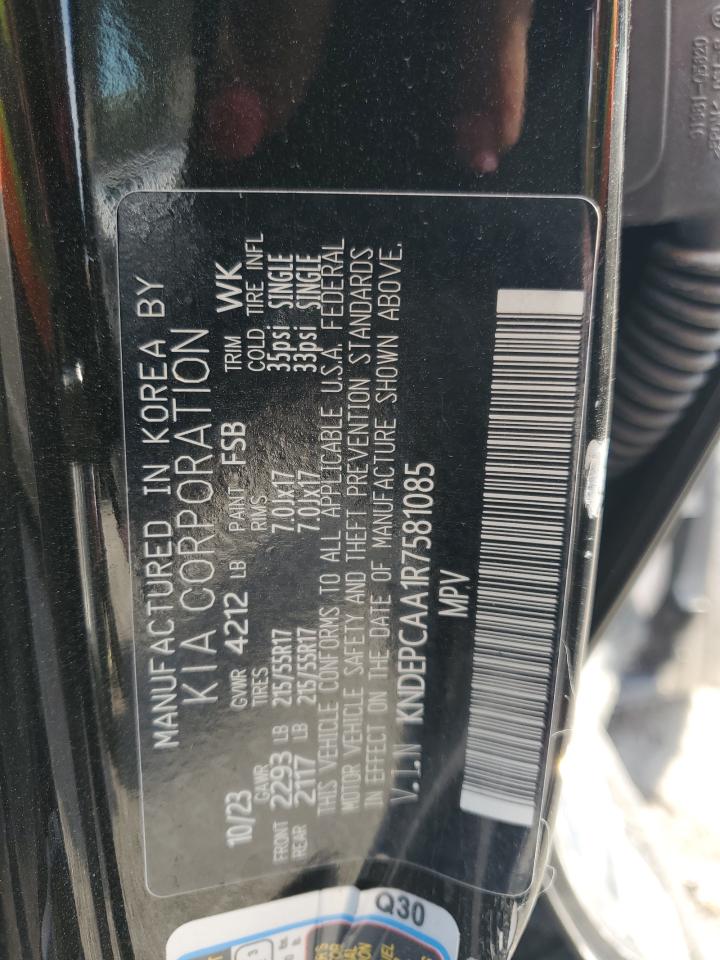 MANUFACTURED IN KOREA BY
KIA CORPORATION
10/23 GVWR 4212 LB PAINT FSB TRIM WK
GAWR TIRES RMS COLD TIRE INFL
FRONT 2293 LB 215/55R17 7.0JX17 35psi SINGLE
REAR 2117 LB 215/55R17 7.0JX17 33psi SINGLE
THIS VEHICLE CONFORMS TO ALL APPLICABLE U.S.A. FEDERAL
MOTOR VEHICLE SAFETY AND THEFT PREVENTION STANDARDS
IN EFFECT ON THE DATE OF MANUFACTURE SHOWN ABOVE.
V.I.N KNDEPCAA1R7581085
MPV
Q30